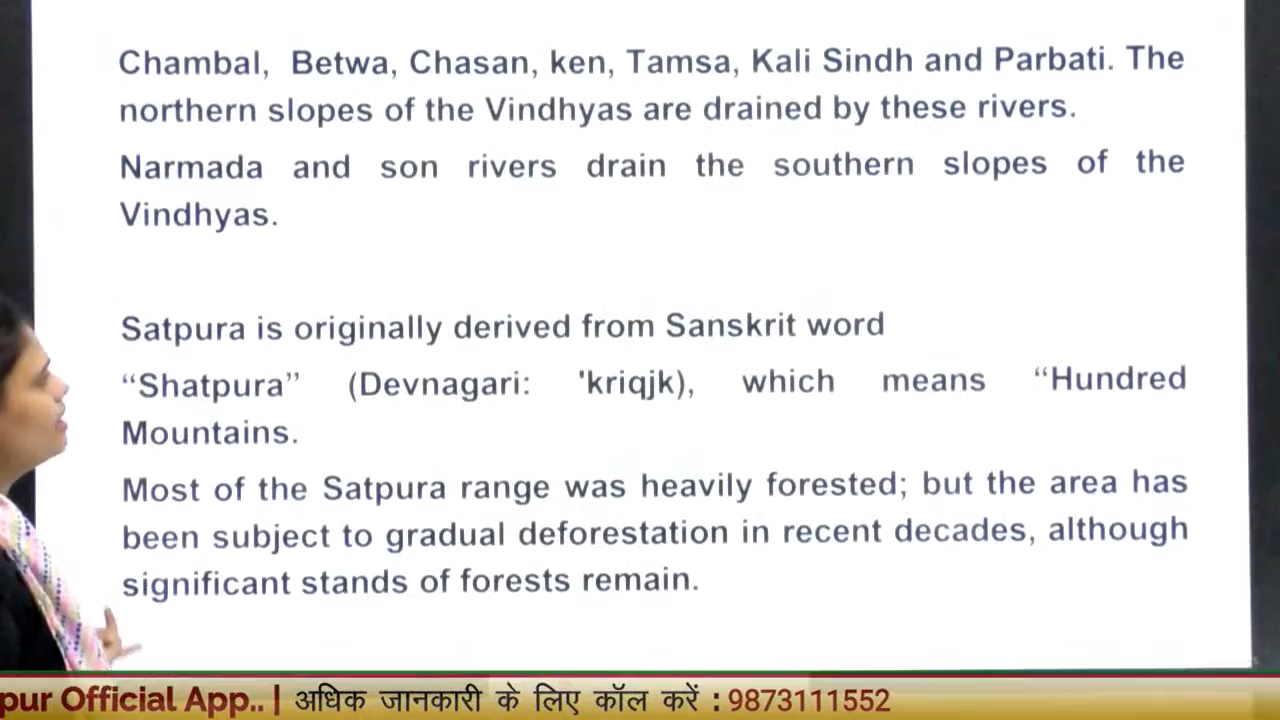 Chambal, Betwa, Chasan, ken, Tamsa, Kali Sindh and Parbati. The
northern slopes of the Vindhyas are drained by these rivers.
Narmada and son rivers drain the southern slopes of the
Vindhyas.
Satpura is originally derived from Sanskrit word
“Shatpura” (Devnagari: 'kriqjk), which means “Hundred
Mountains.
Most of the Satpura range was heavily forested; but the area has
been subject to gradual deforestation in recent decades, although
significant stands of forests remain.
pur Official App.. | अधिक जानकारी के लिए कॉल करें : 9873111552